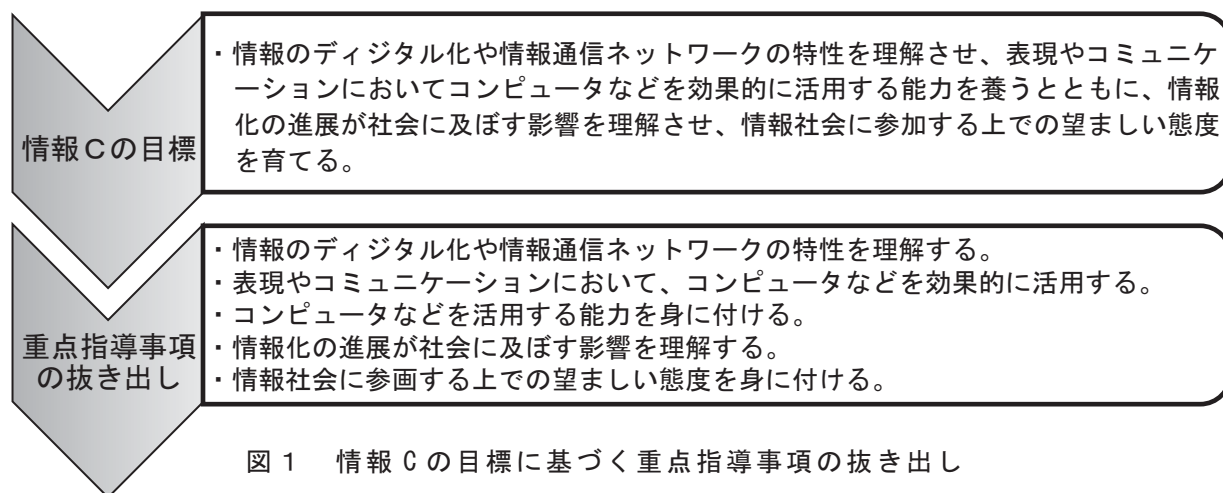 情報Cの目標
・情報のディジタル化や情報通信ネットワークの特性を理解させ、表現やコミュニケ
ーションにおいてコンピュータなどを効果的に活用する能力を養うとともに、情報
化の進展が社会に及ぼす影響を理解させ、情報社会に参加する上での望ましい態度
を育てる。
重点指導事項
の抜き出し
・情報のディジタル化や情報通信ネットワークの特性を理解する。
・表現やコミュニケーションにおいて、コンピュータなどを効果的に活用する。
・コンピュータなどを活用する能力を身に付ける。
・情報化の進展が社会に及ぼす影響を理解する。
・情報社会に参画する上での望ましい態度を身に付ける。
図1 情報Cの目標に基づく重点指導事項の抜き出し